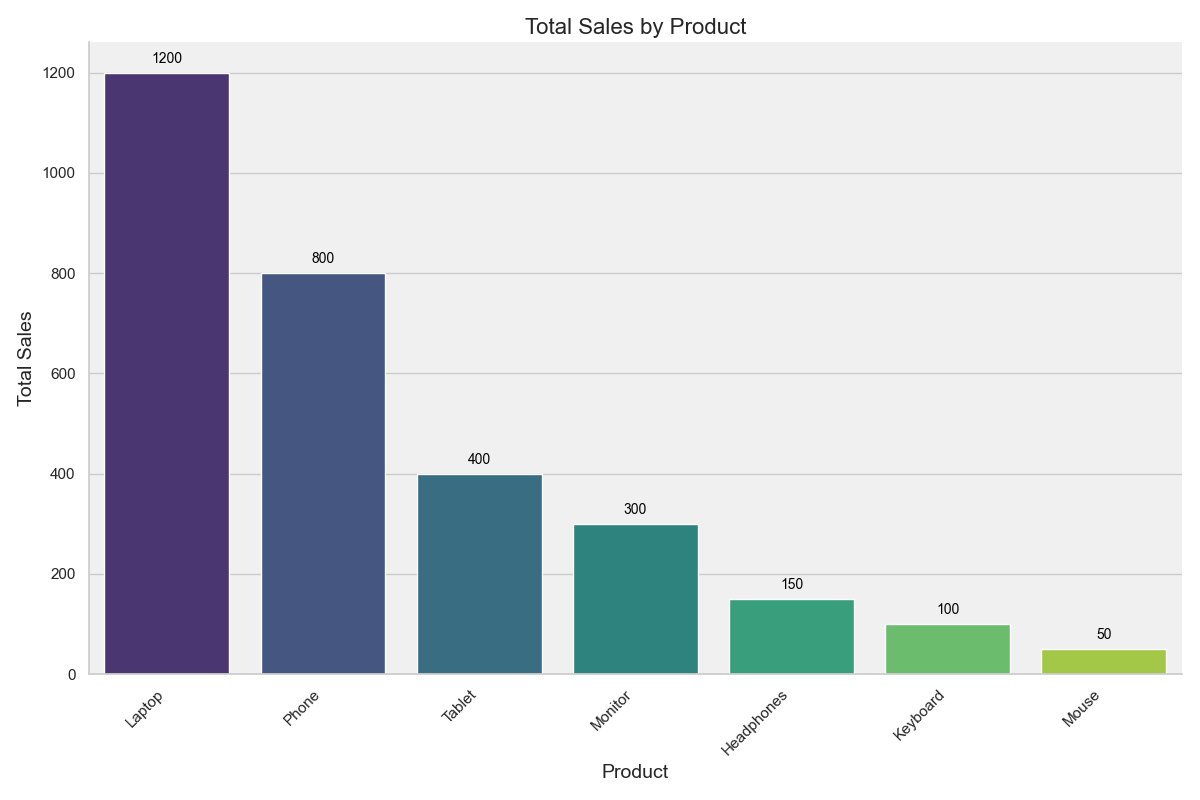 Total Sales by Product
Total Sales
1200
1000
800
600
400
200
0
1200
800
400
300
150
100
50
Laptop
Phone
Tablet
Monitor
Headphones
Keyboard
Mouse
Product